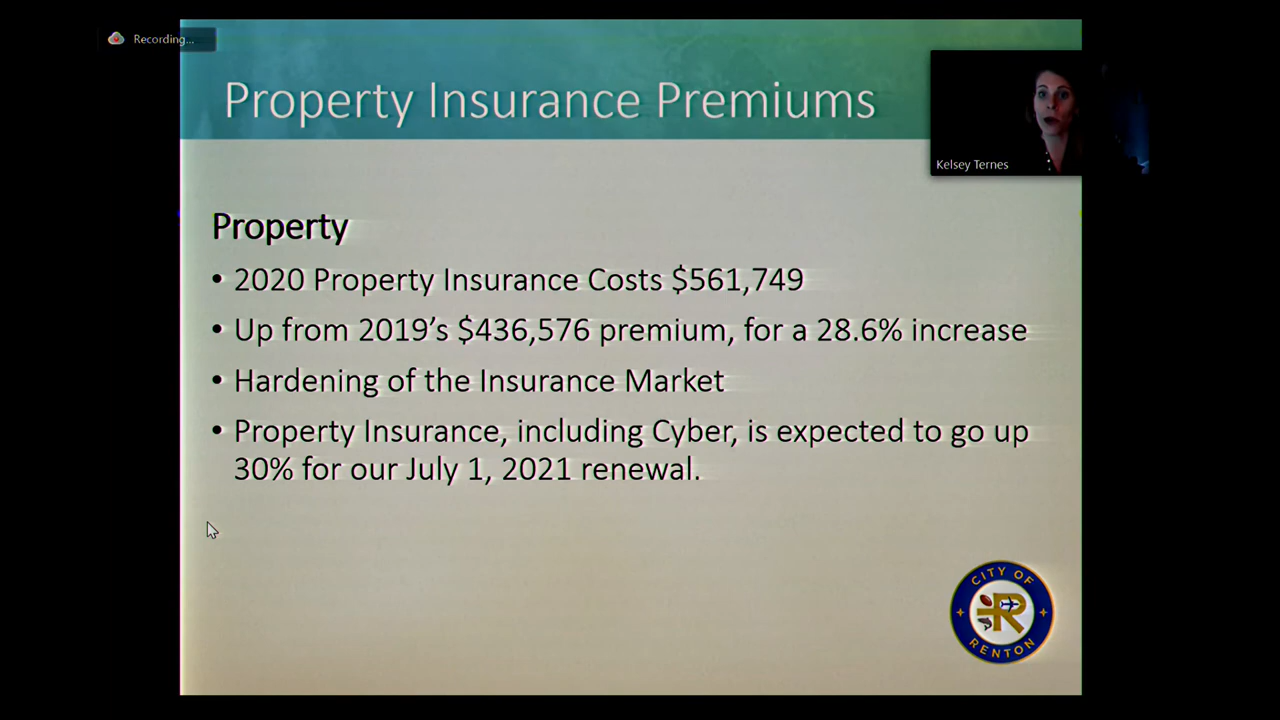 Recording...
Property Insurance Premiums
Kelsey Ternes
Property
• 2020 Property Insurance Costs $561,749
• Up from 2019’s $436,576 premium, for a 28.6% increase
• Hardening of the Insurance Market
• Property Insurance, including Cyber, is expected to go up
30% for our July 1, 2021 renewal.
CITY OF
R
RENTON